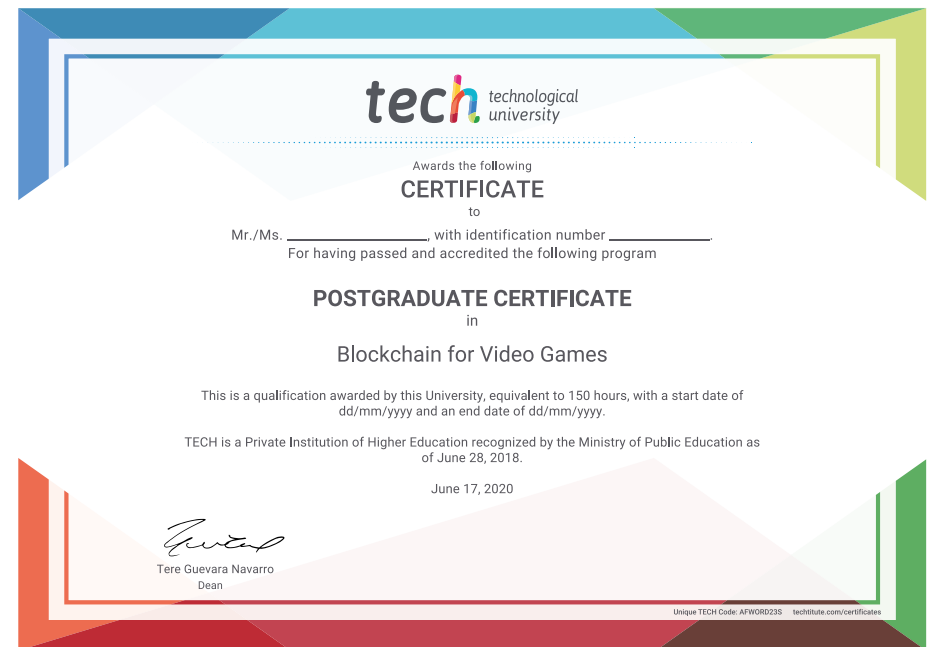 tech technological
university
Awards the following
CERTIFICATE
to
Mr./Ms. ____________________, with identification number ______________.
For having passed and accredited the following program
POSTGRADUATE CERTIFICATE
in
Blockchain for Video Games
This is a qualification awarded by this University, equivalent to 150 hours, with a start date of
dd/mm/yyyy and an end date of dd/mm/yyyy.
TECH is a Private Institution of Higher Education recognized by the Ministry of Public Education as
of June 28, 2018.
June 17, 2020
Tere Guevara Navarro
Dean
Unique TECH Code: AFWORD23S techtitute.com/certificates